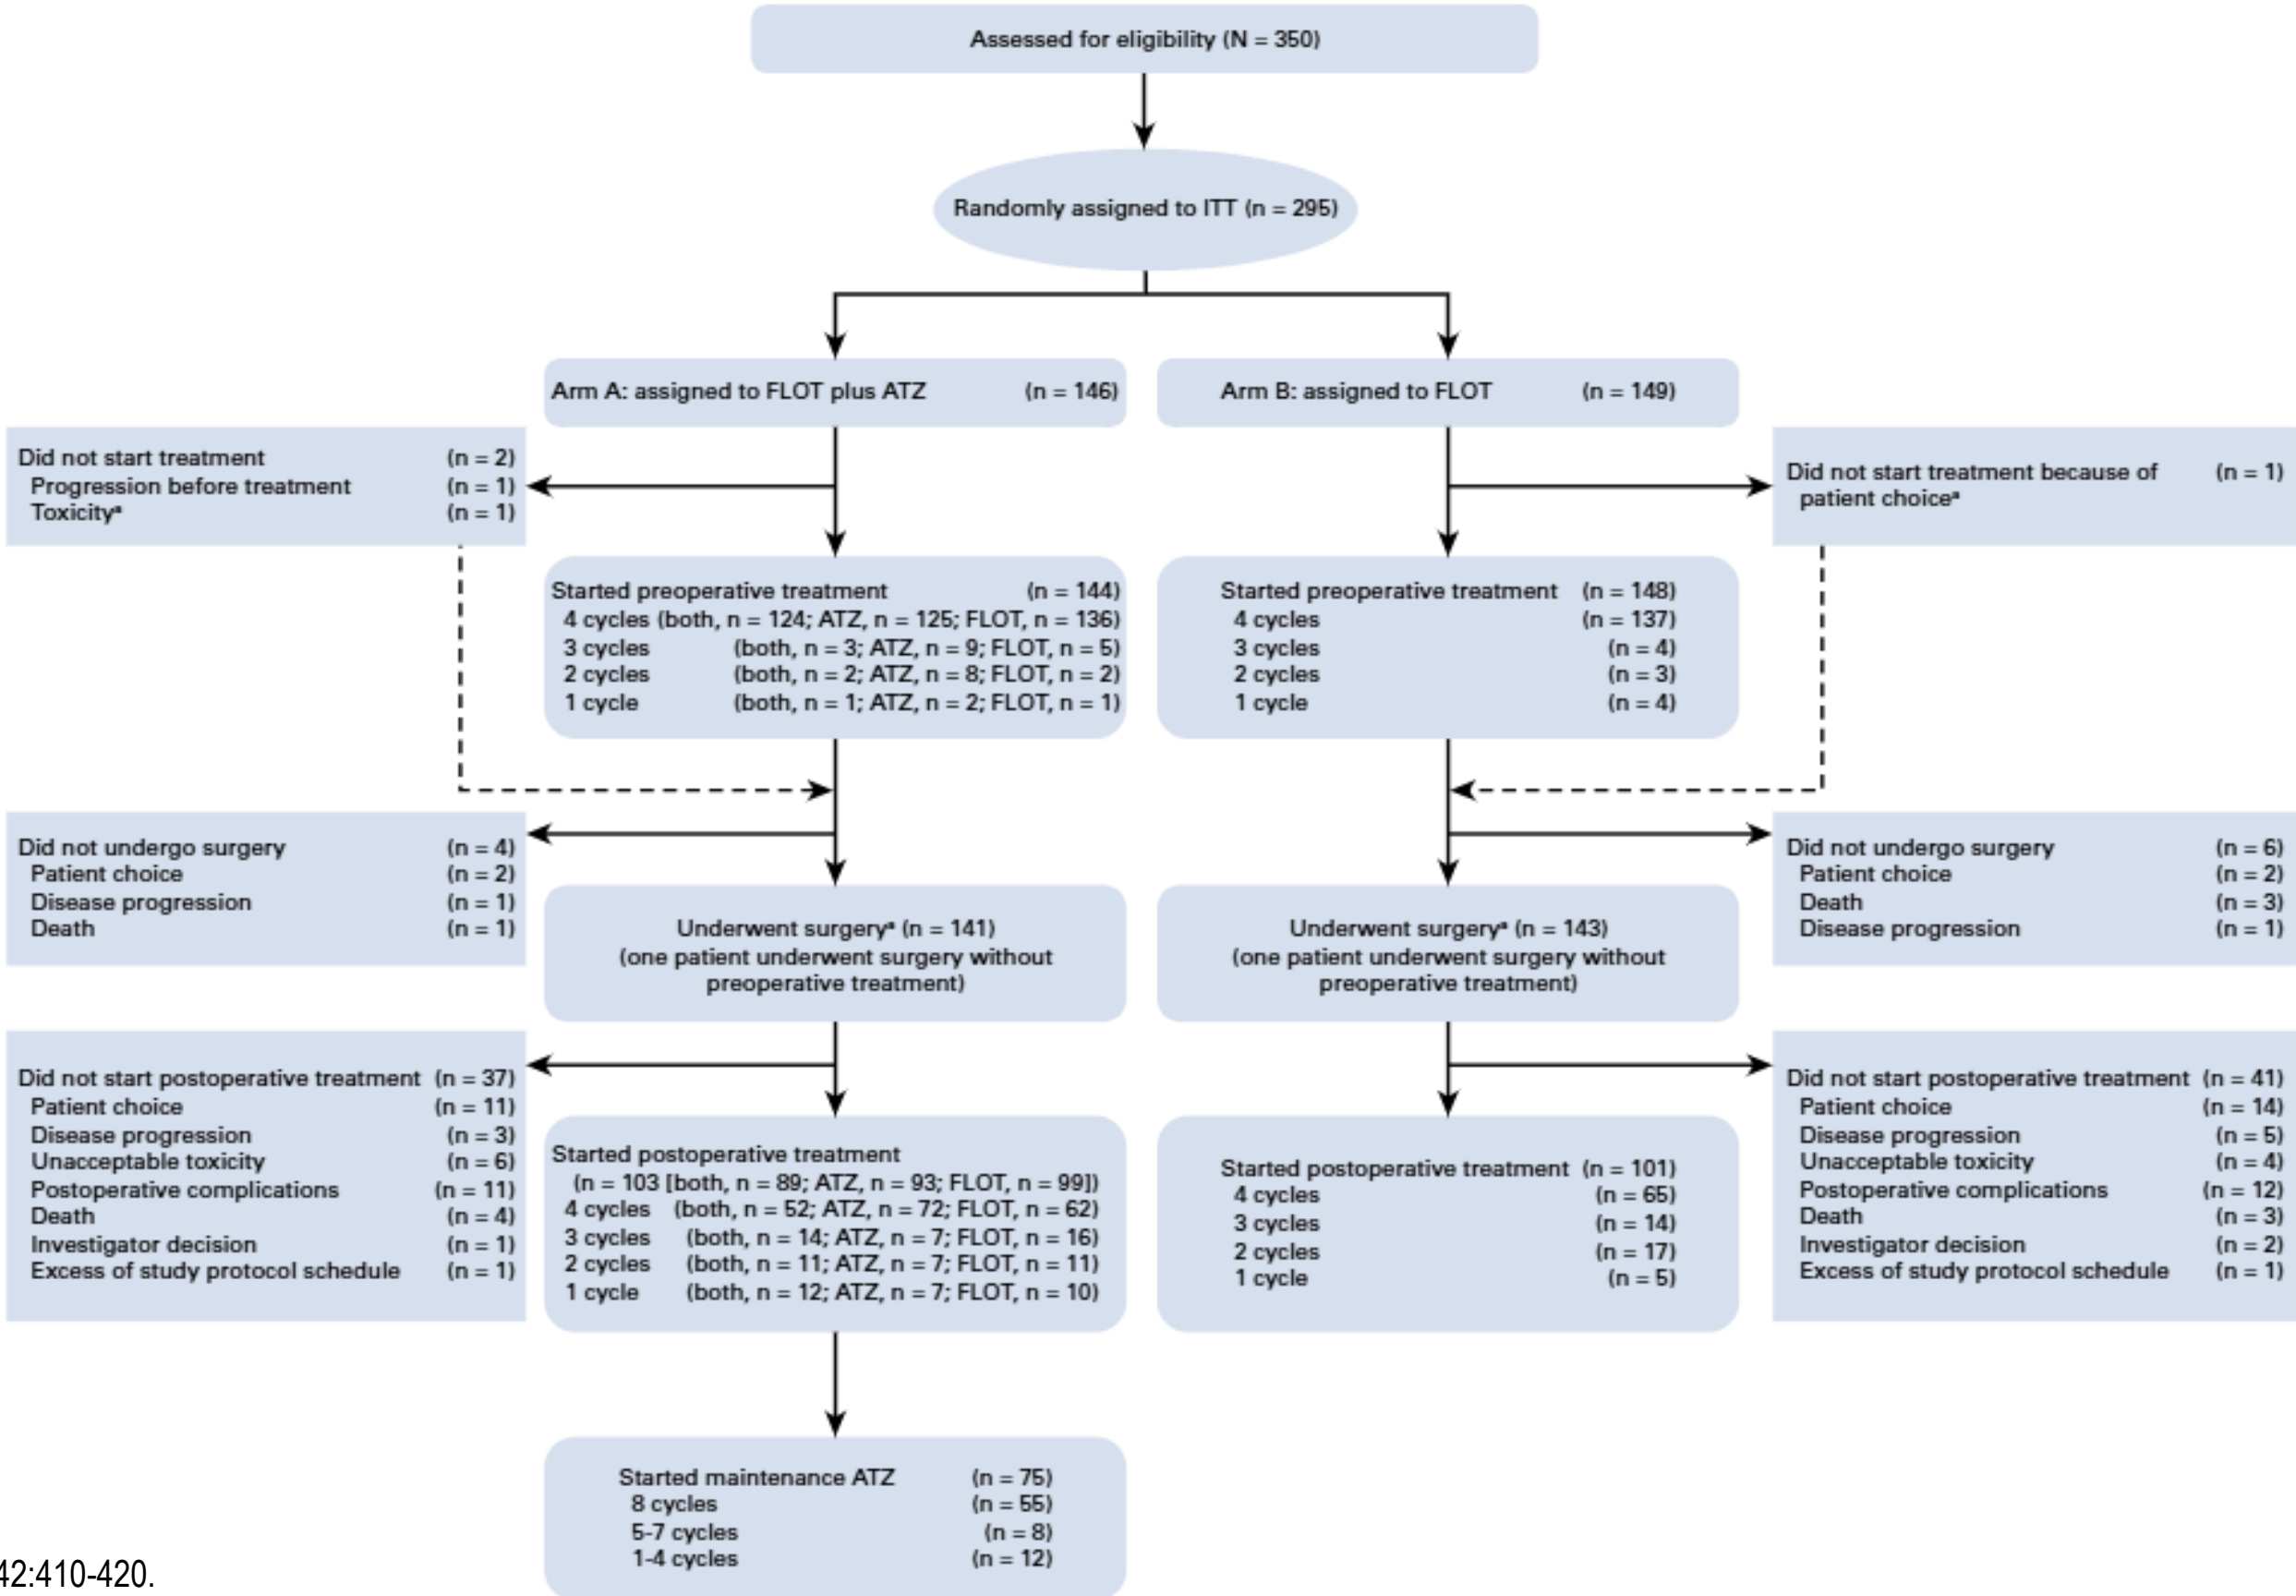 Assessed for eligibility (N = 350)
Randomly assigned to ITT (n = 295)
Arm A: assigned to FLOT plus ATZ (n = 146)
Arm B: assigned to FLOT (n = 149)
Did not start treatment (n = 2)
Progression before treatment (n = 1)
Toxicityᵃ (n = 1)
Did not start treatment because of (n = 1)
patient choiceᵃ
Started preoperative treatment (n = 144)
4 cycles (both, n = 124; ATZ, n = 125; FLOT, n = 136)
3 cycles (both, n = 3; ATZ, n = 9; FLOT, n = 5)
2 cycles (both, n = 2; ATZ, n = 8; FLOT, n = 2)
1 cycle (both, n = 1; ATZ, n = 2; FLOT, n = 1)
Started preoperative treatment (n = 148)
4 cycles (n = 137)
3 cycles (n = 4)
2 cycles (n = 3)
1 cycle (n = 4)
Did not undergo surgery (n = 4)
Patient choice (n = 2)
Disease progression (n = 1)
Death (n = 1)
Underwent surgeryᵃ (n = 141)
(one patient underwent surgery without
preoperative treatment)
Underwent surgeryᵃ (n = 143)
(one patient underwent surgery without
preoperative treatment)
Did not undergo surgery (n = 6)
Patient choice (n = 2)
Death (n = 3)
Disease progression (n = 1)
Did not start postoperative treatment (n = 37)
Patient choice (n = 11)
Disease progression (n = 3)
Unacceptable toxicity (n = 6)
Postoperative complications (n = 11)
Death (n = 4)
Investigator decision (n = 1)
Excess of study protocol schedule (n = 1)
Started postoperative treatment
(n = 103 [both, n = 89; ATZ, n = 93; FLOT, n = 99])
4 cycles (both, n = 52; ATZ, n = 72; FLOT, n = 62)
3 cycles (both, n = 14; ATZ, n = 7; FLOT, n = 16)
2 cycles (both, n = 11; ATZ, n = 7; FLOT, n = 11)
1 cycle (both, n = 12; ATZ, n = 7; FLOT, n = 10)
Started postoperative treatment (n = 101)
4 cycles (n = 65)
3 cycles (n = 14)
2 cycles (n = 17)
1 cycle (n = 5)
Did not start postoperative treatment (n = 41)
Patient choice (n = 14)
Disease progression (n = 5)
Unacceptable toxicity (n = 4)
Postoperative complications (n = 12)
Death (n = 3)
Investigator decision (n = 2)
Excess of study protocol schedule (n = 1)
Started maintenance ATZ (n = 75)
8 cycles (n = 55)
5-7 cycles (n = 8)
1-4 cycles (n = 12)
42:410-420.